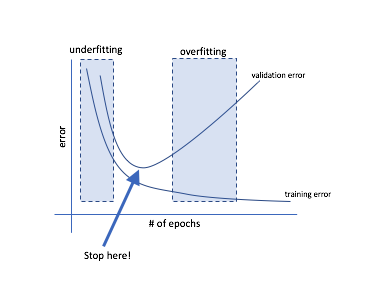 underfitting
overfitting
validation error
error
training error
# of epochs
Stop here!